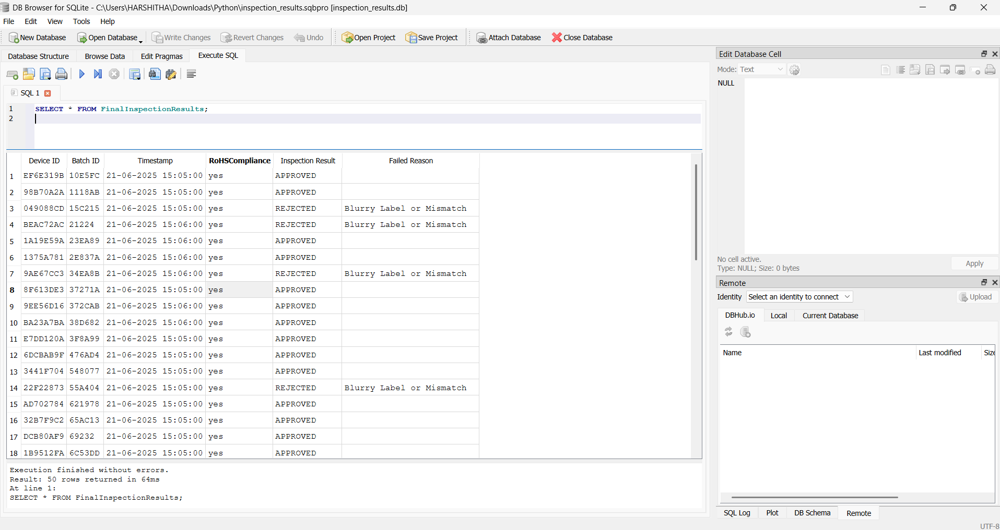 DB Browser for SQLite - C:\Users\HARSHITHA\Downloads\Python\inspection_results.sqbpro [inspection_results.db]
File Edit View Tools Help
New Database Open Database Write Changes Revert Changes Undo Open Project Save Project Attach Database Close Database
Database Structure Browse Data Edit Pragmas Execute SQL
SQL 1
1 SELECT * FROM FinalInspectionResults;
2
Device ID Batch ID Timestamp RoHSCompliance Inspection Result Failed Reason
1 EF6E319B 10E5FC 21-06-2025 15:05:00 yes APPROVED
2 98B70A2A 1118AB 21-06-2025 15:05:00 yes APPROVED
3 049088CD 15C215 21-06-2025 15:05:00 yes REJECTED Blurry Label or Mismatch
4 BEAC72AC 21224 21-06-2025 15:06:00 yes REJECTED Blurry Label or Mismatch
5 1A19E59A 23EA89 21-06-2025 15:06:00 yes APPROVED
6 1375A781 2E837A 21-06-2025 15:06:00 yes APPROVED
7 9AE67CC3 34EA8B 21-06-2025 15:06:00 yes REJECTED Blurry Label or Mismatch
8 8F613DE3 37271A 21-06-2025 15:05:00 yes APPROVED
9 9EE56D16 372CAB 21-06-2025 15:06:00 yes APPROVED
10 BA23A7BA 38D682 21-06-2025 15:06:00 yes APPROVED
11 E7DD120A 3F8A99 21-06-2025 15:05:00 yes APPROVED
12 6DCBAB9F 476AD4 21-06-2025 15:05:00 yes APPROVED
13 3441F704 548077 21-06-2025 15:05:00 yes APPROVED
14 22F22873 55A404 21-06-2025 15:05:00 yes REJECTED Blurry Label or Mismatch
15 AD702784 621978 21-06-2025 15:05:00 yes APPROVED
16 32B7F9C2 65AC13 21-06-2025 15:05:00 yes APPROVED
17 DCB80AF9 69232 21-06-2025 15:05:00 yes APPROVED
18 1B9512FA 6C53DD 21-06-2025 15:05:00 yes APPROVED
Execution finished without errors.
Result: 50 rows returned in 64ms
At line 1:
SELECT * FROM FinalInspectionResults;
Edit Database Cell
Mode: Text
NULL
No cell active.
Type: NULL; Size: 0 bytes
Apply
Remote
Identity Select an identity to connect Upload
DBHub.io Local Current Database
Name Last modified Size
SQL Log Plot DB Schema Remote
UTF-8